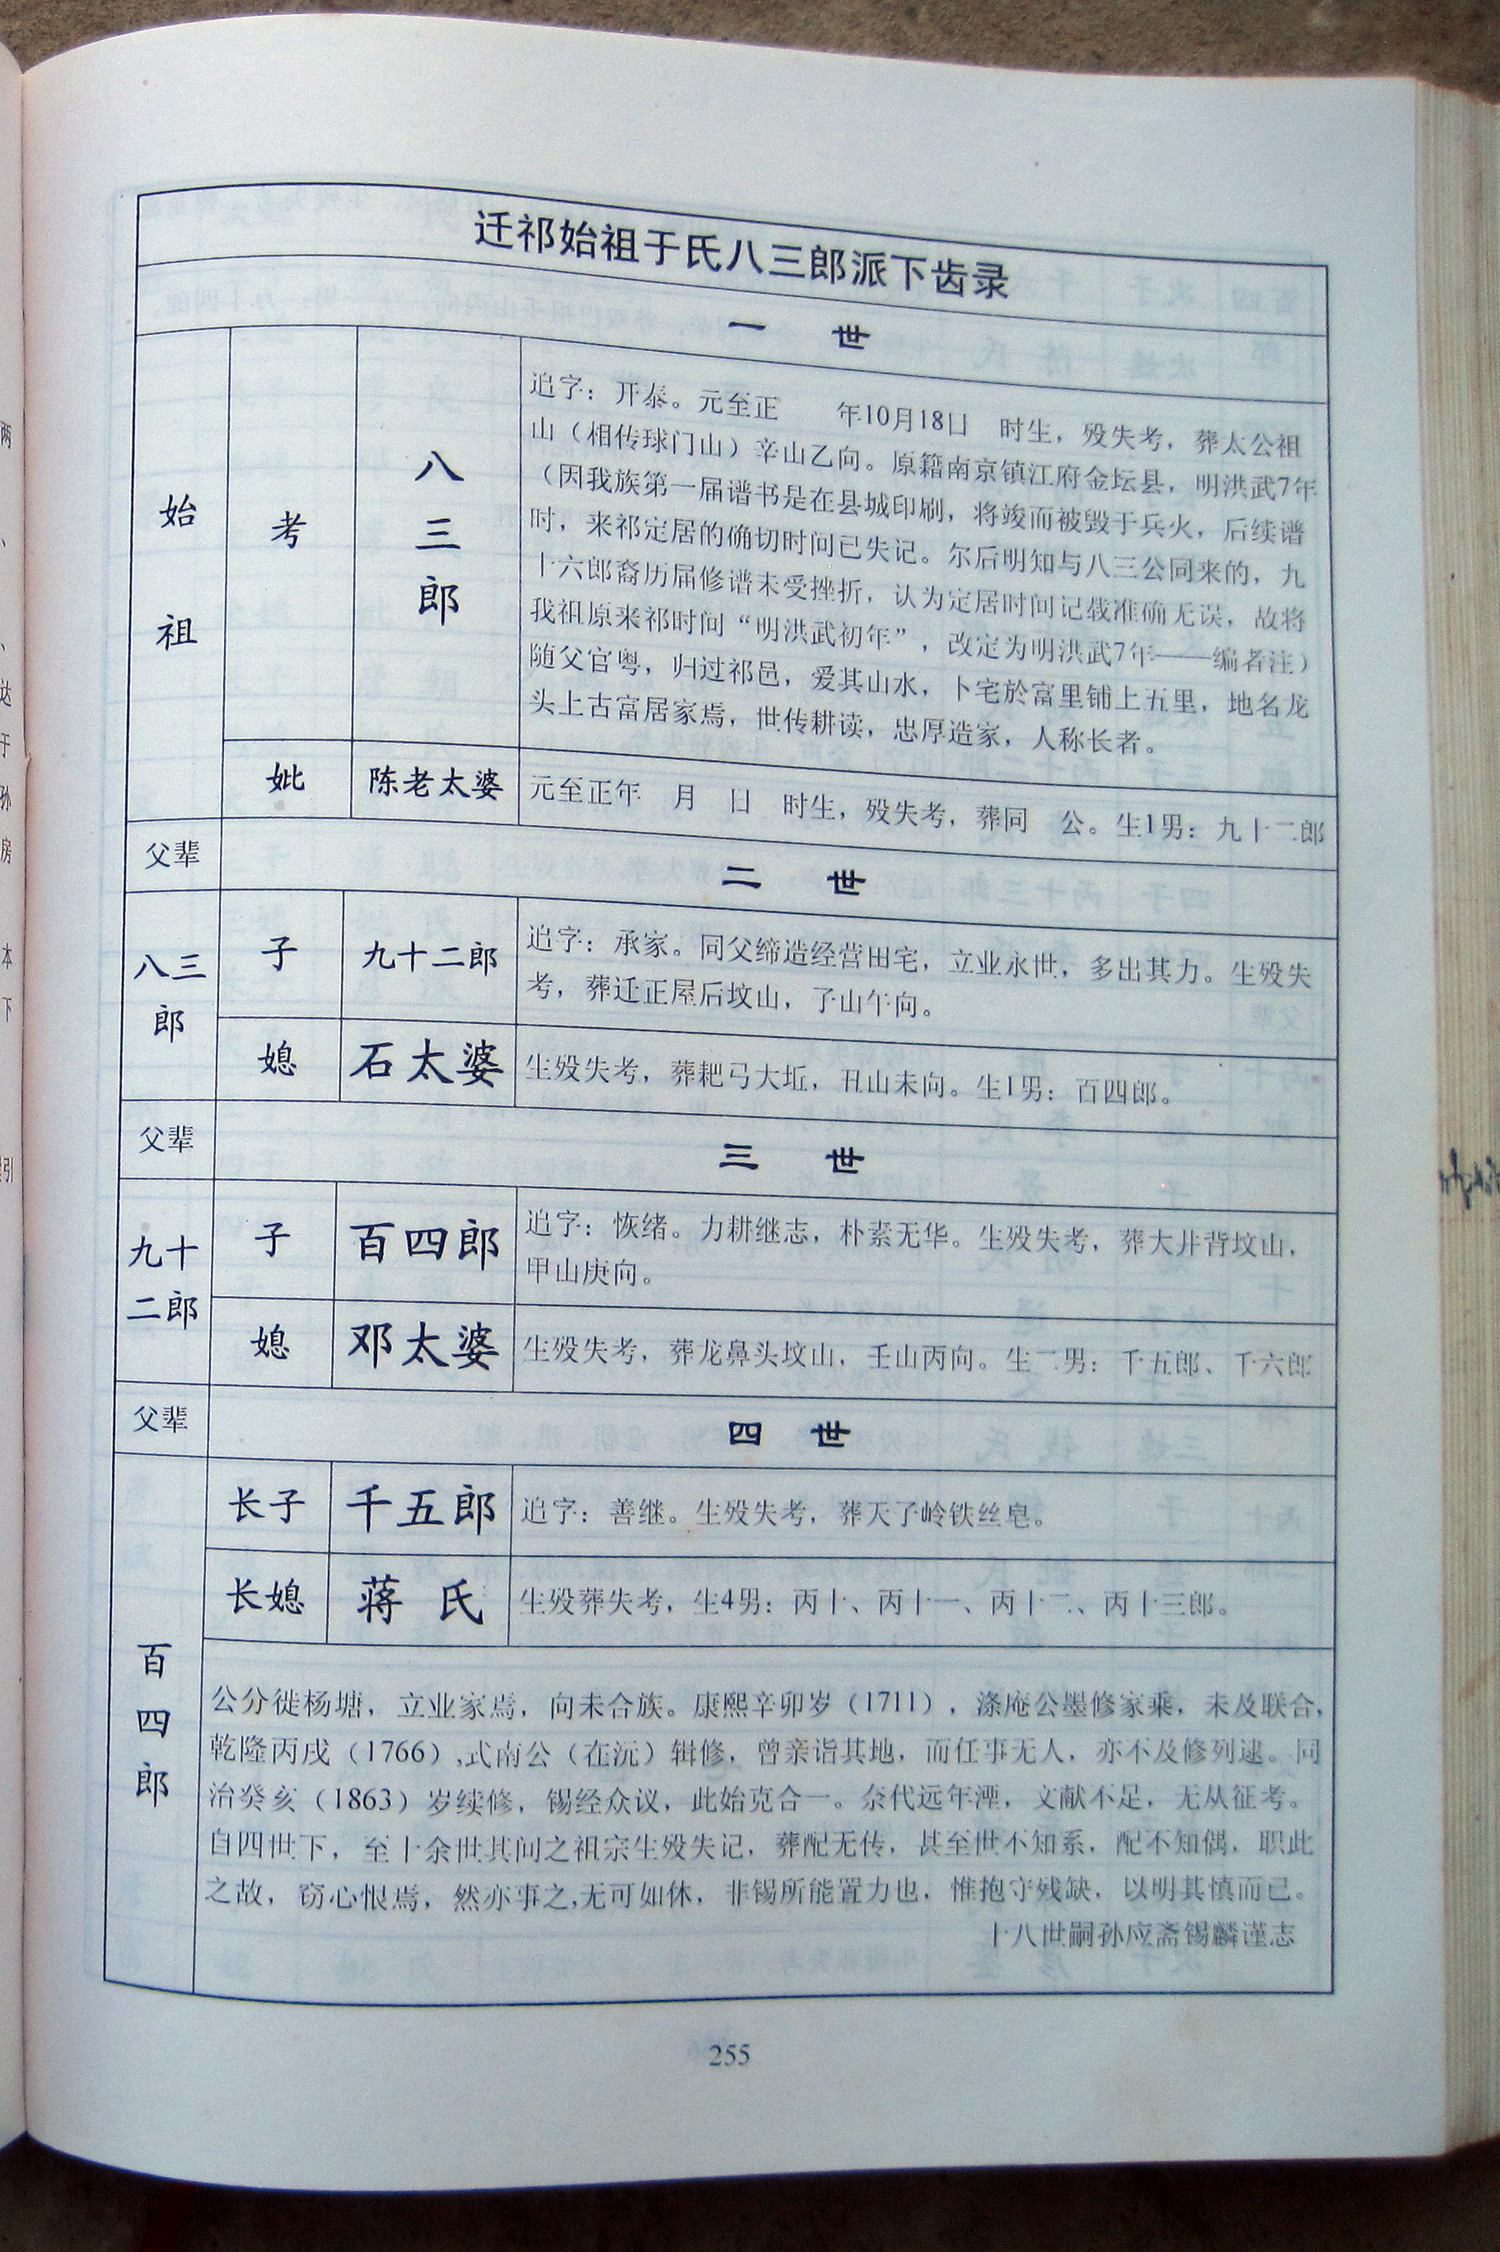 迁祁始祖于氏八三郎派下齿录
一 世
始祖
考
八三郎
追字：开泰。元至正 年10月18日 时生，殁失考，葬太公祖
山（相传球门山）辛山乙向。原籍南京镇江府金坛县，明洪武7年
（因我族第一届谱书是在县城印刷，将竣而被毁于兵火，后续谱
时，来祁定居的确切时间已失记。尔后明知与八三公同来的，九
十六郎裔历届修谱未受挫折，认为定居时间记载准确无误，故将
我祖原来祁时间“明洪武初年”，改定为明洪武7年——编者注）
随父官粤，归过祁邑，爱其山水，卜宅於富里铺上五里，地名龙
头上古富居家焉，世传耕读，忠厚造家，人称长者。
妣
陈老太婆
元至正年 月 日 时生，殁失考，葬同 公。生1男：九十二郎
父辈
二 世
八三郎
子
九十二郎
追字：承家。同父缔造经营田宅，立业永世，多出其力。生殁失
考，葬迁正屋后坟山，子山午向。
媳
石太婆
生殁失考，葬耙马大坵，丑山未向。生1男：百四郎。
父辈
三 世
九十二郎
子
百四郎
追字：恢绪。力耕继志，朴素无华。生殁失考，葬大井背坟山，
甲山庚向。
媳
邓太婆
生殁失考，葬龙鼻头坟山，壬山丙向。生二男：千五郎、千六郎
父辈
四 世
百四郎
长子
千五郎
追字：善继。生殁失考，葬天子岭铁丝皂。
长媳
蒋 氏
生殁葬失考，生4男：丙十、丙十一、丙十二、丙十三郎。
公分徙杨塘，立业家焉，向未合族。康熙辛卯岁（1711），涤庵公墨修家乘，未及联合，
乾隆丙戌（1766）,式南公（在沅）辑修，曾亲诣其地，而任事无人，亦不及修列逮。同
治癸亥（1863）岁续修，锡经众议，此始克合一。奈代远年湮，文献不足，无从征考。
自四世下，至十余世其间之祖宗生殁失记，葬配无传，甚至世不知系，配不知偶，职此
之故，窃心恨焉，然亦事之,无可如休，非锡所能置力也，惟抱守残缺，以明其慎而已。
十八世嗣孙应斋锡麟谨志
255